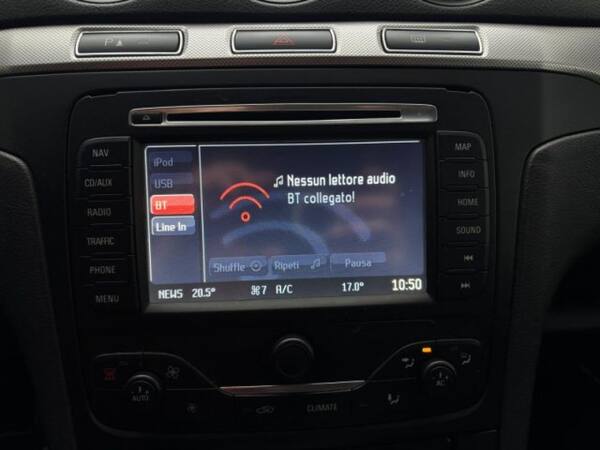 P
NAV
CD/AUX
RADIO
TRAFFIC
PHONE
MENU
MAP
INFO
HOME
SOUND
iPod
USB
BT
Line In
Nessun lettore audio
BT collegato!
Shuffle Ripeti Pausa
NEWS 20.5° ⌘7 A/C 17.0° 10:50
AUTO
CLIMATE
AC